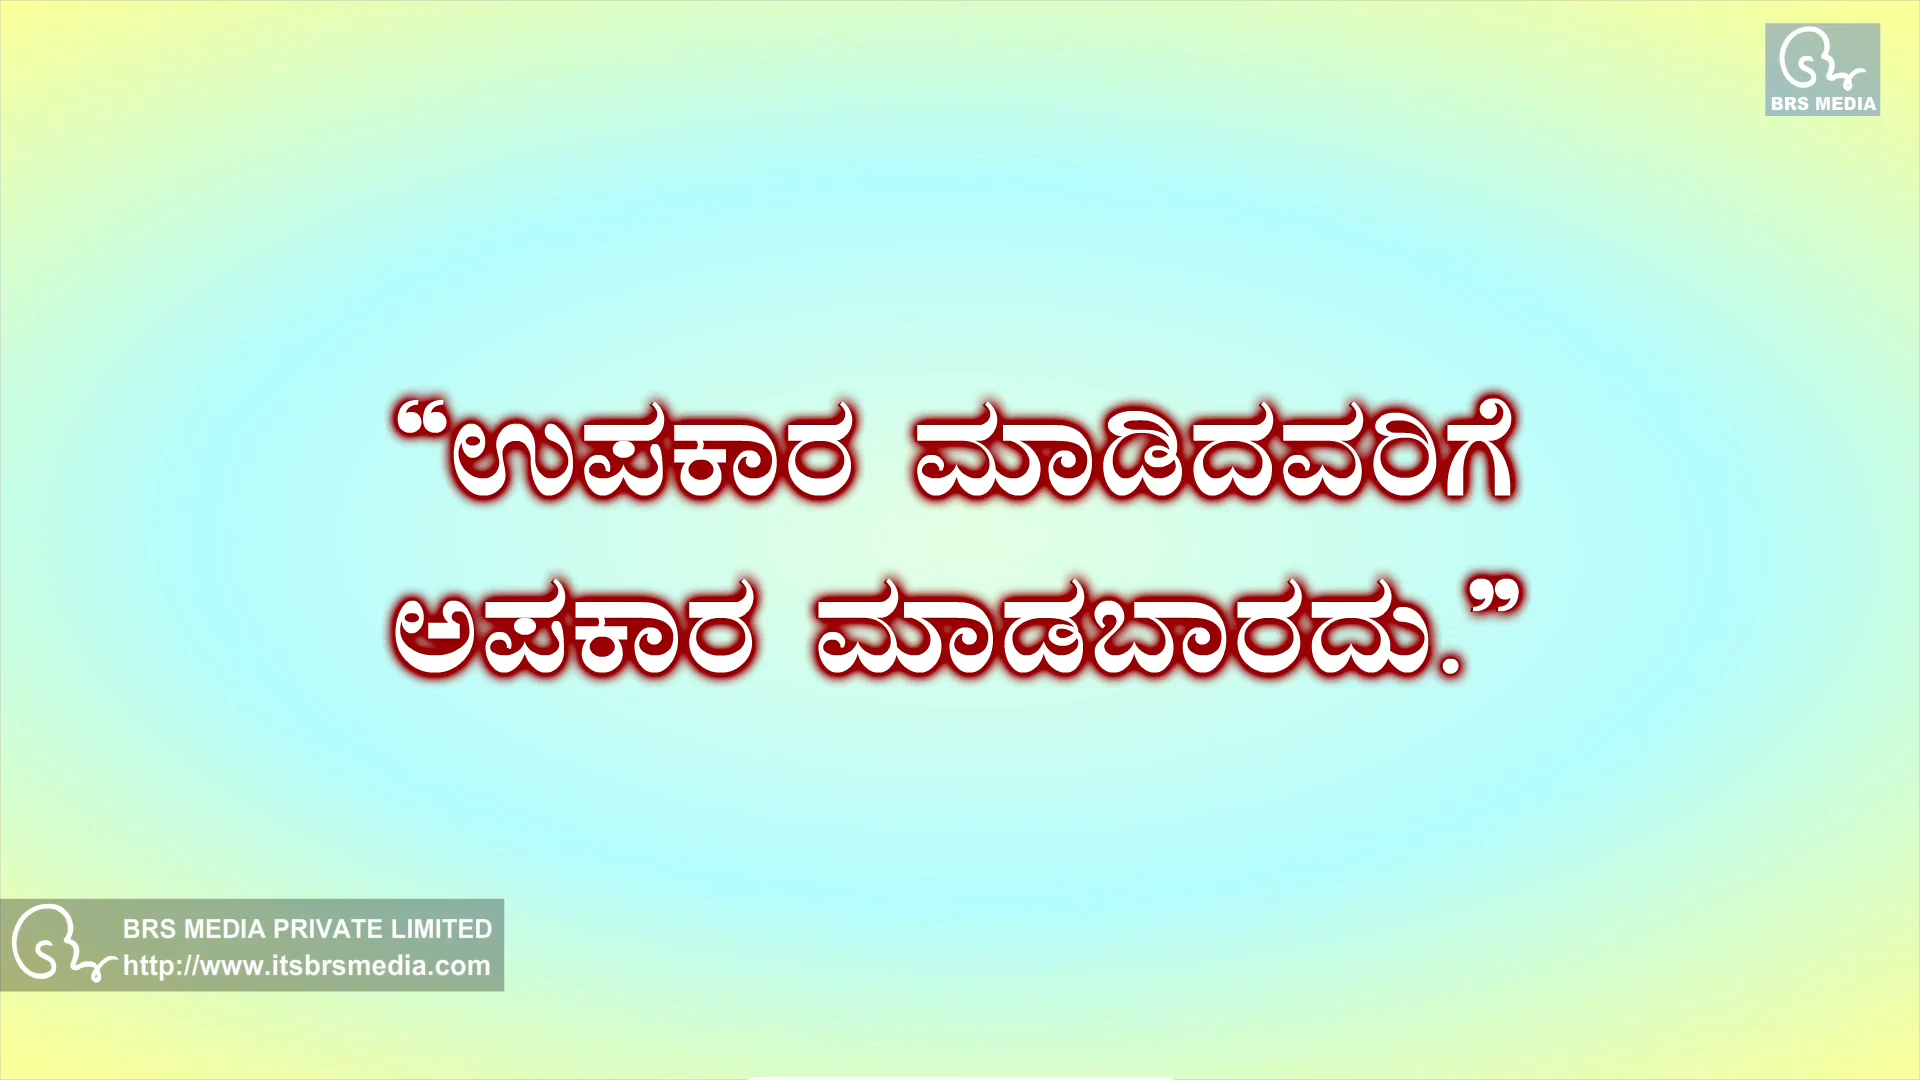 BRS MEDIA
“ಉಪಕಾರ ಮಾಡಿದವರಿಗೆ
ಅಪಕಾರ ಮಾಡಬಾರದು.”
BRS MEDIA PRIVATE LIMITED
http://www.itsbrsmedia.com